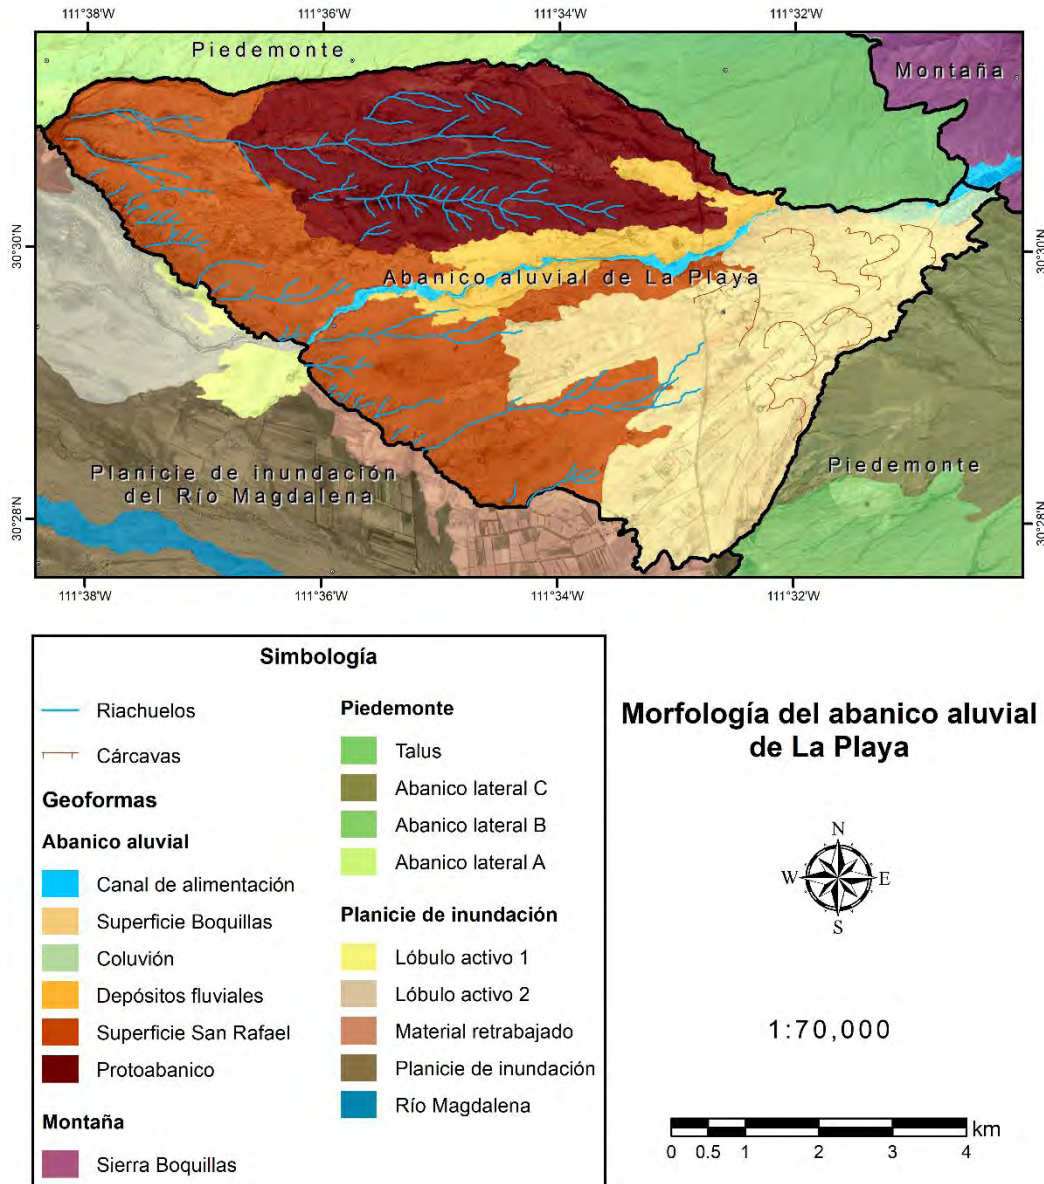 111°38'W 111°36'W 111°34'W 111°32'W
Piedemonte
Montaña
30°30'N 30°30'N
Abanico aluvial de La Playa
Planicie de inundación
del Río Magdalena
Piedemonte
30°28'N 30°28'N
111°38'W 111°36'W 111°34'W 111°32'W
Simbología
Riachuelos
Cárcavas
Geoformas
Abanico aluvial
Canal de alimentación
Superficie Boquillas
Coluvión
Depósitos fluviales
Superficie San Rafael
Protoabanico
Montaña
Sierra Boquillas
Piedemonte
Talus
Abanico lateral C
Abanico lateral B
Abanico lateral A
Planicie de inundación
Lóbulo activo 1
Lóbulo activo 2
Material retrabajado
Planicie de inundación
Río Magdalena
Morfología del abanico aluvial
de La Playa
N
W E
S
1:70,000
km
0 0.5 1 2 3 4